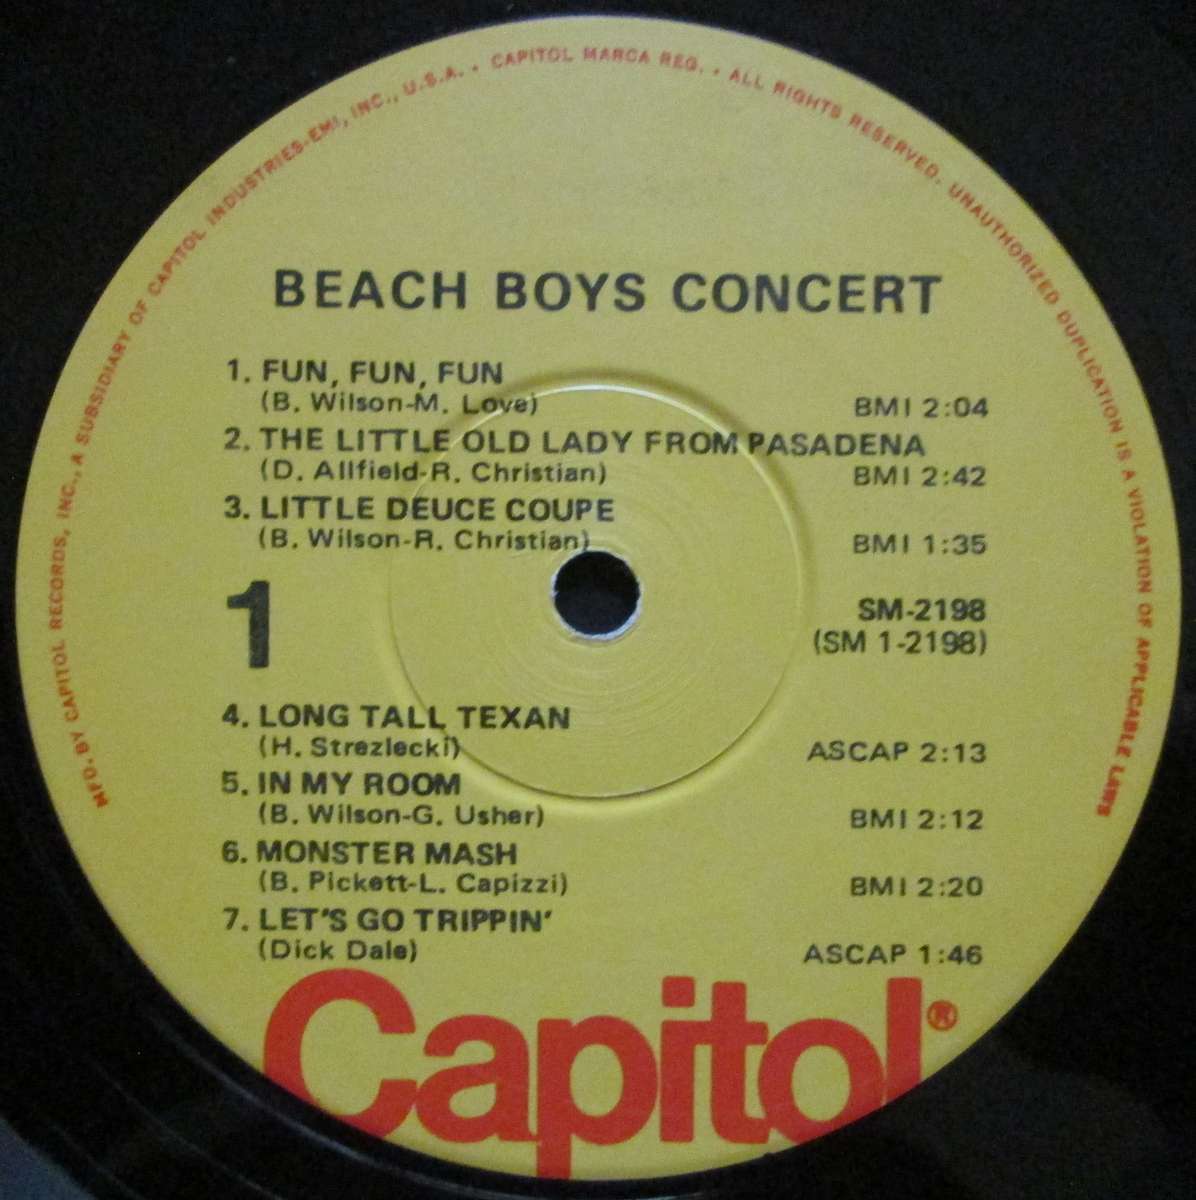 MFD. BY CAPITOL RECORDS, INC., A SUBSIDIARY OF CAPITOL INDUSTRIES-EMI, INC., U.S.A. • CAPITOL MARCA REG. • ALL RIGHTS RESERVED. UNAUTHORIZED DUPLICATION IS A VIOLATION OF APPLICABLE LAWS
BEACH BOYS CONCERT
1. FUN, FUN, FUN
(B. Wilson-M. Love) BMI 2:04
2. THE LITTLE OLD LADY FROM PASADENA
(D. Allfield-R. Christian) BMI 2:42
3. LITTLE DEUCE COUPE
(B. Wilson-R. Christian) BMI 1:35
1
SM-2198
(SM 1-2198)
4. LONG TALL TEXAN
(H. Strezlecki) ASCAP 2:13
5. IN MY ROOM
(B. Wilson-G. Usher) BMI 2:12
6. MONSTER MASH
(B. Pickett-L. Capizzi) BMI 2:20
7. LET'S GO TRIPPIN'
(Dick Dale) ASCAP 1:46
Capitol®